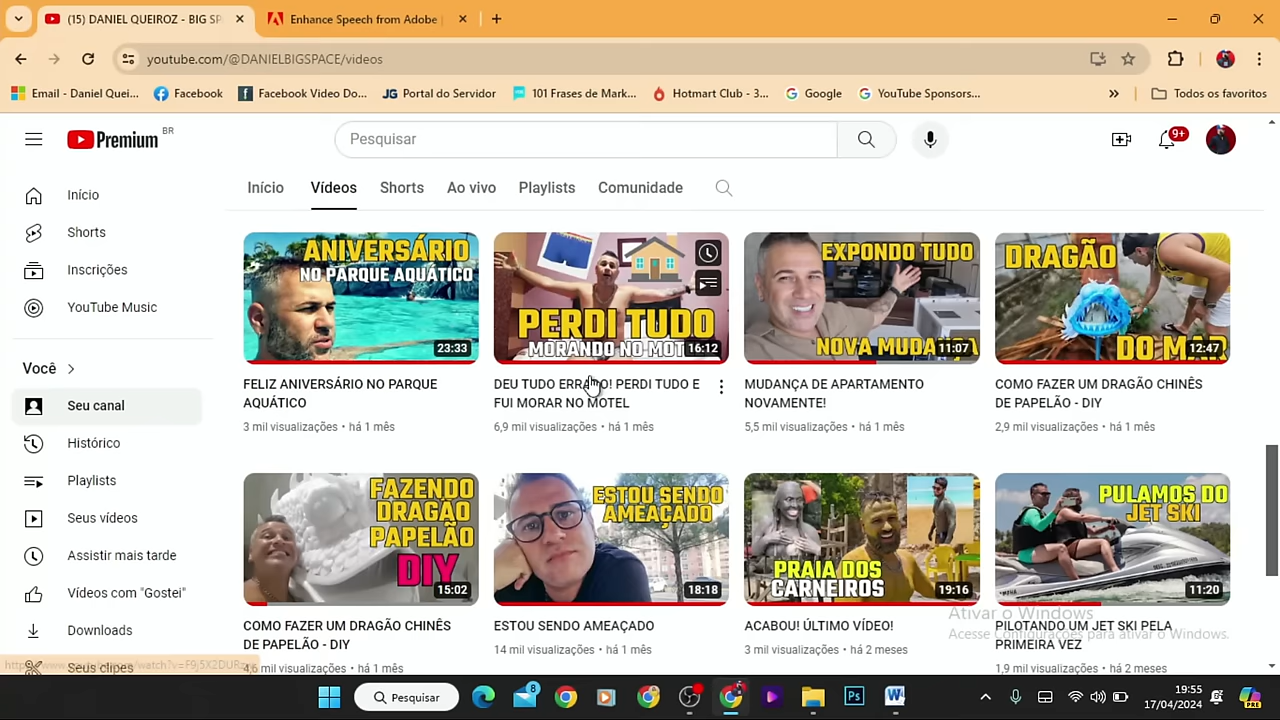 (15) DANIEL QUEIROZ - BIG SP
Enhance Speech from Adobe
youtube.com/@DANIELBIGSPACE/videos
Email - Daniel Quei...
Facebook
Facebook Video Do...
Portal do Servidor
101 Frases de Mark...
Hotmart Club - 3...
Google
YouTube Sponsors...
Todos os favoritos
Premium BR
Pesquisar
9+
Início
Shorts
Inscrições
YouTube Music
Você
Seu canal
Histórico
Playlists
Seus vídeos
Assistir mais tarde
Vídeos com "Gostei"
Downloads
Seus clipes
Início
Vídeos
Shorts
Ao vivo
Playlists
Comunidade
ANIVERSÁRIO
NO PARQUE AQUÁTICO
23:33
FELIZ ANIVERSÁRIO NO PARQUE
AQUÁTICO
3 mil visualizações • há 1 mês
PERDI TUDO
MORANDO NO MOT
16:12
DEU TUDO ERRADO! PERDI TUDO E
FUI MORAR NO MOTEL
6,9 mil visualizações • há 1 mês
EXPONDO TUDO
NOVA MUDANÇA
11:07
MUDANÇA DE APARTAMENTO
NOVAMENTE!
5,5 mil visualizações • há 1 mês
DRAGÃO
DO MAR
12:47
COMO FAZER UM DRAGÃO CHINÊS
DE PAPELÃO - DIY
2,9 mil visualizações • há 1 mês
FAZENDO
DRAGÃO
PAPELÃO
DIY
15:02
COMO FAZER UM DRAGÃO CHINÊS
DE PAPELÃO - DIY
4,6 mil visualizações • há 1 mês
ESTOU SENDO
AMEAÇADO
18:18
ESTOU SENDO AMEAÇADO
14 mil visualizações • há 1 mês
PRAIA DOS
CARNEIROS
19:16
ACABOU! ÚLTIMO VÍDEO!
3 mil visualizações • há 2 meses
PULAMOS DO
JET SKI
11:20
PILOTANDO UM JET SKI PELA
PRIMEIRA VEZ
1,9 mil visualizações • há 2 meses
Ativar o Windows
Acesse Configurações para ativar o Windows.
Pesquisar
8
19:55
17/04/2024